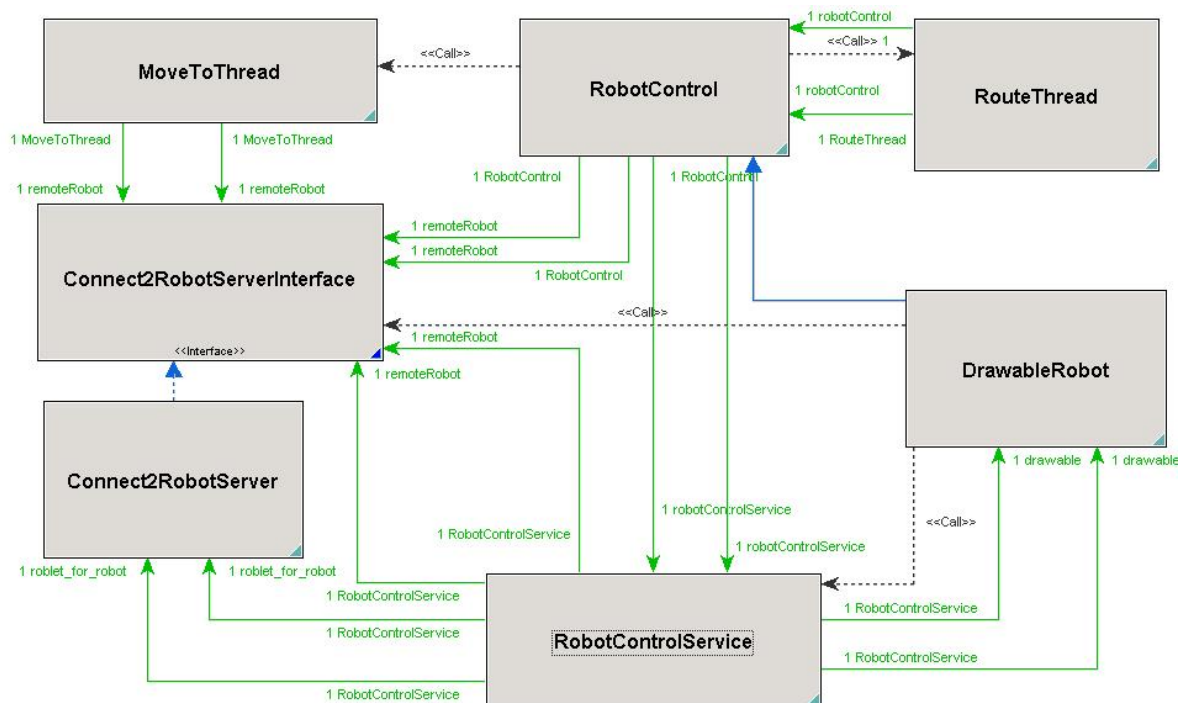 1 robotControl
<<Call>>
<<Call>> 1
MoveToThread
RobotControl
RouteThread
1 robotControl
1 MoveToThread
1 MoveToThread
1 RouteThread
1 RobotControl
1 RobotControl
1 remoteRobot
1 remoteRobot
1 remoteRobot
1 remoteRobot
Connect2RobotServerInterface
1 RobotControl
<<Call>>
1 remoteRobot
<<Interface>>
1 remoteRobot
DrawableRobot
Connect2RobotServer
1 drawable
1 drawable
1 robotControlService
<<Call>>
1 RobotControlService
1 robotControlService
1 roblet_for_robot
1 roblet_for_robot
1 RobotControlService
1 RobotControlService
1 RobotControlService
RobotControlService
1 RobotControlService
1 RobotControlService